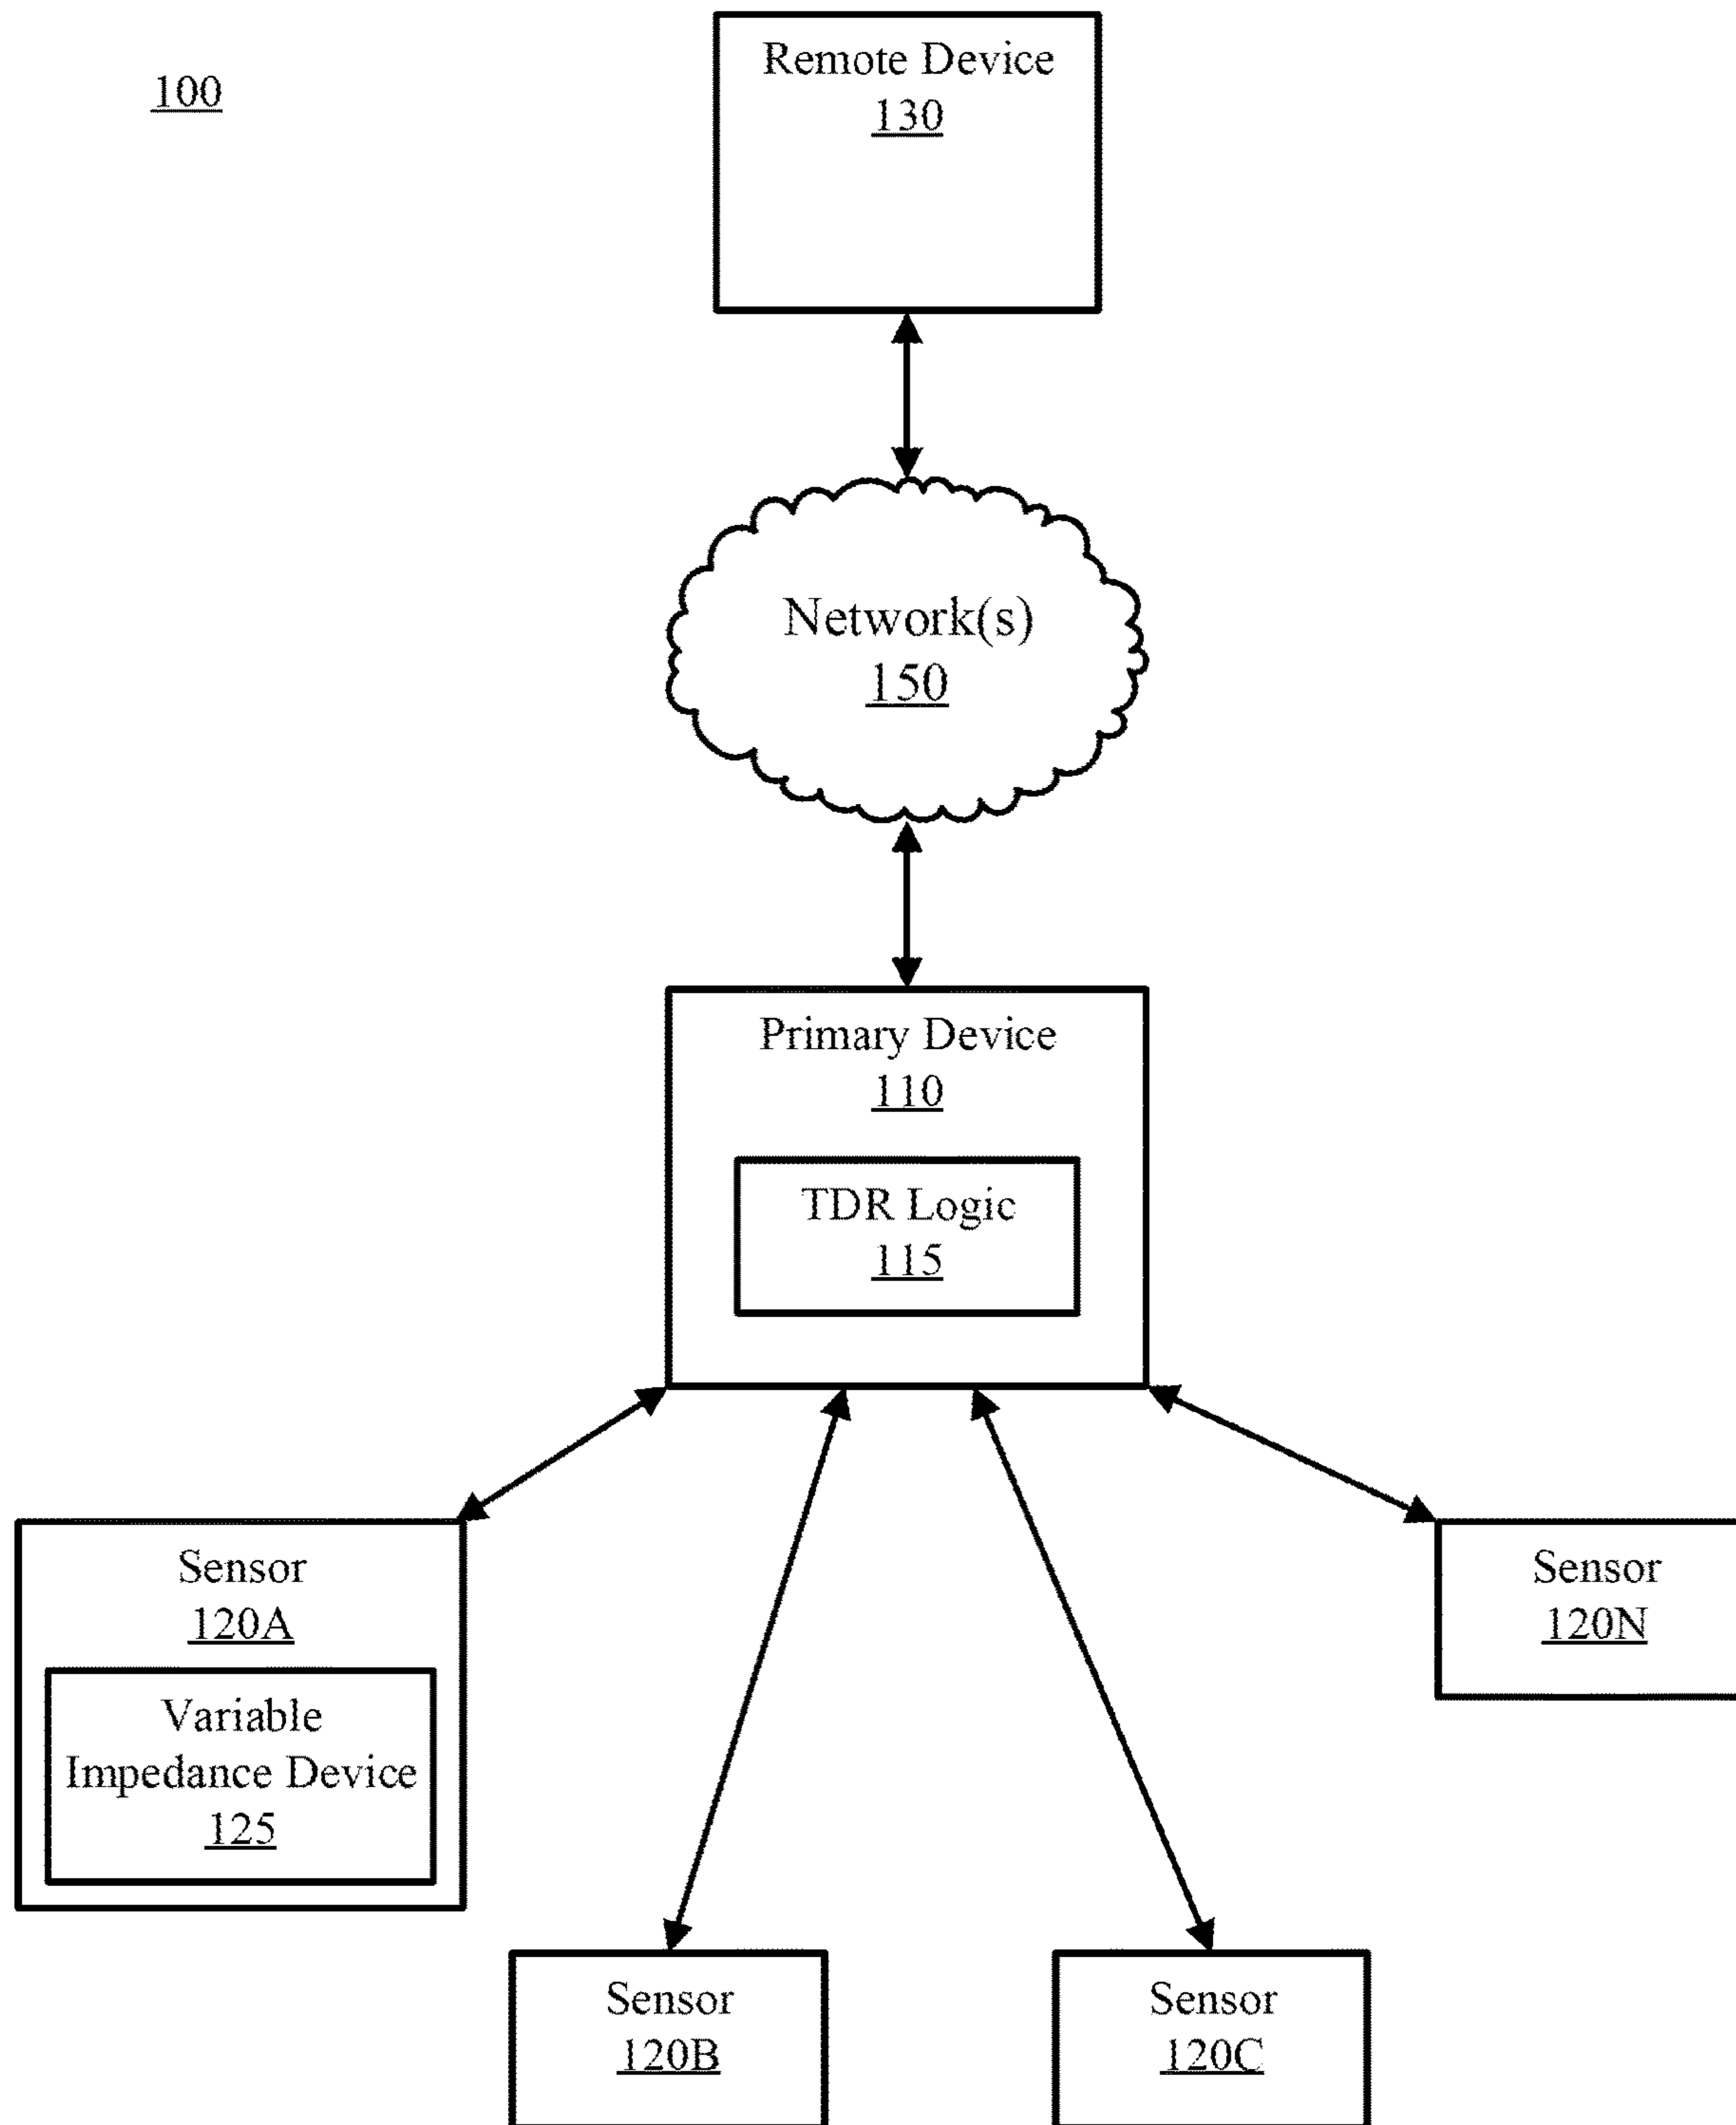 100
Remote Device
130
Network(s)
150
Primary Device
110
TDR Logic
115
Sensor
120A
Variable
Impedance Device
125
Sensor
120N
Sensor
120B
Sensor
120C